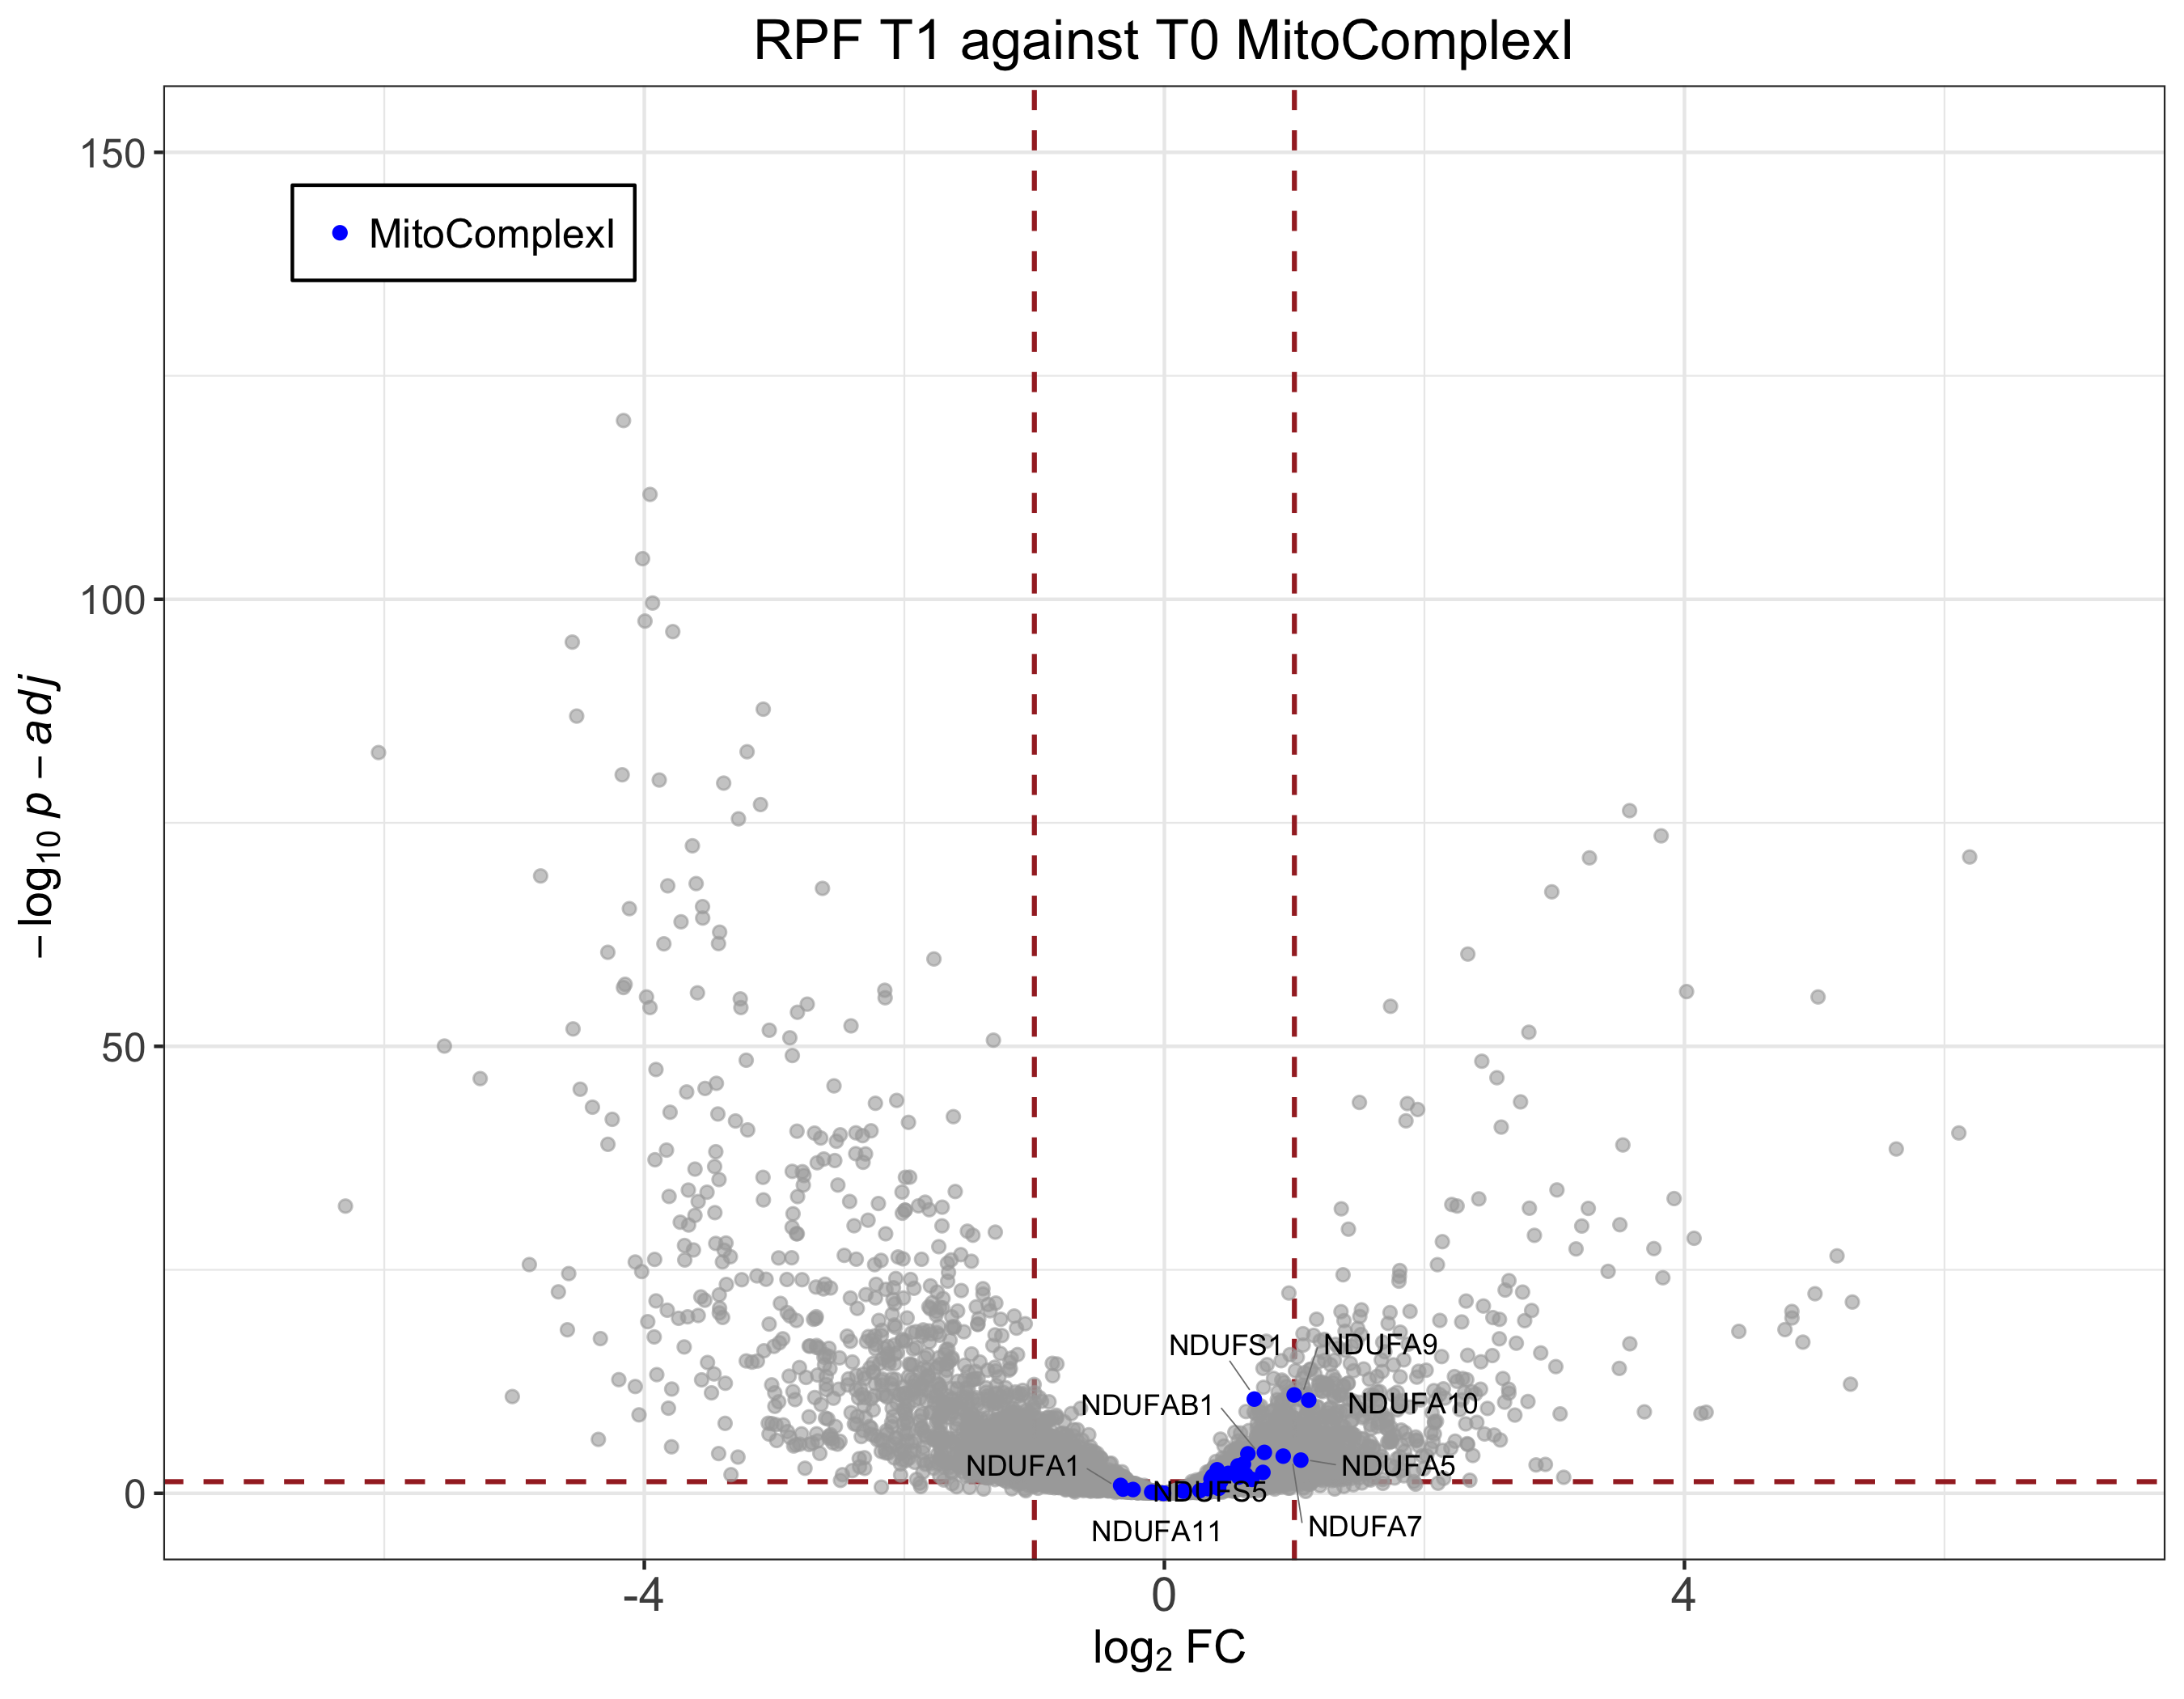 RPF T1 against T0 MitoComplexI
150
MitoComplexI
100
−log10 p − adj
50
NDUFS1
NDUFA9
NDUFAB1
NDUFA10
NDUFA1
NDUFA5
0
NDUFS5
NDUFA11
NDUFA7
-4
0
4
log2 FC